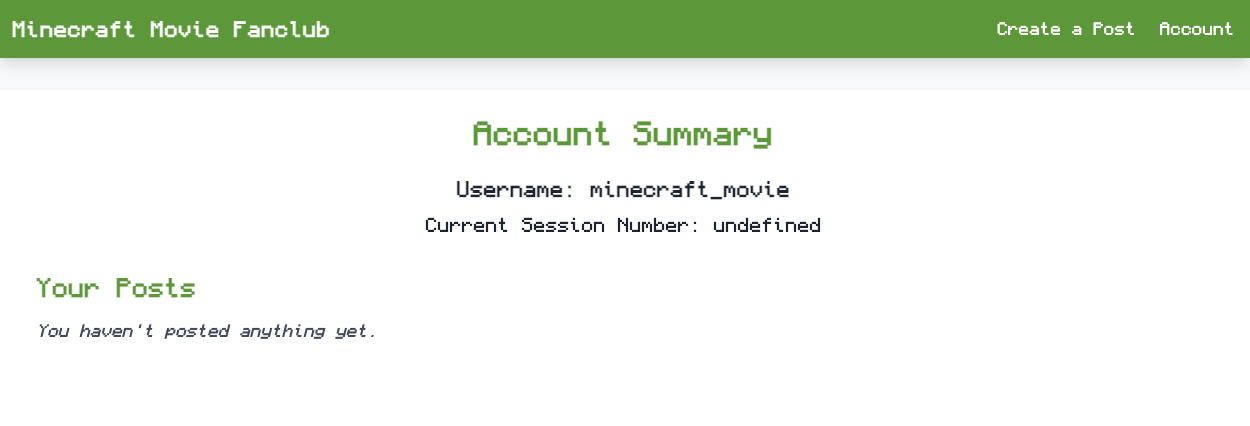 Minecraft Movie Fanclub
Create a Post Account
Account Summary
Username: minecraft_movie
Current Session Number: undefined
Your Posts
You haven't posted anything yet.